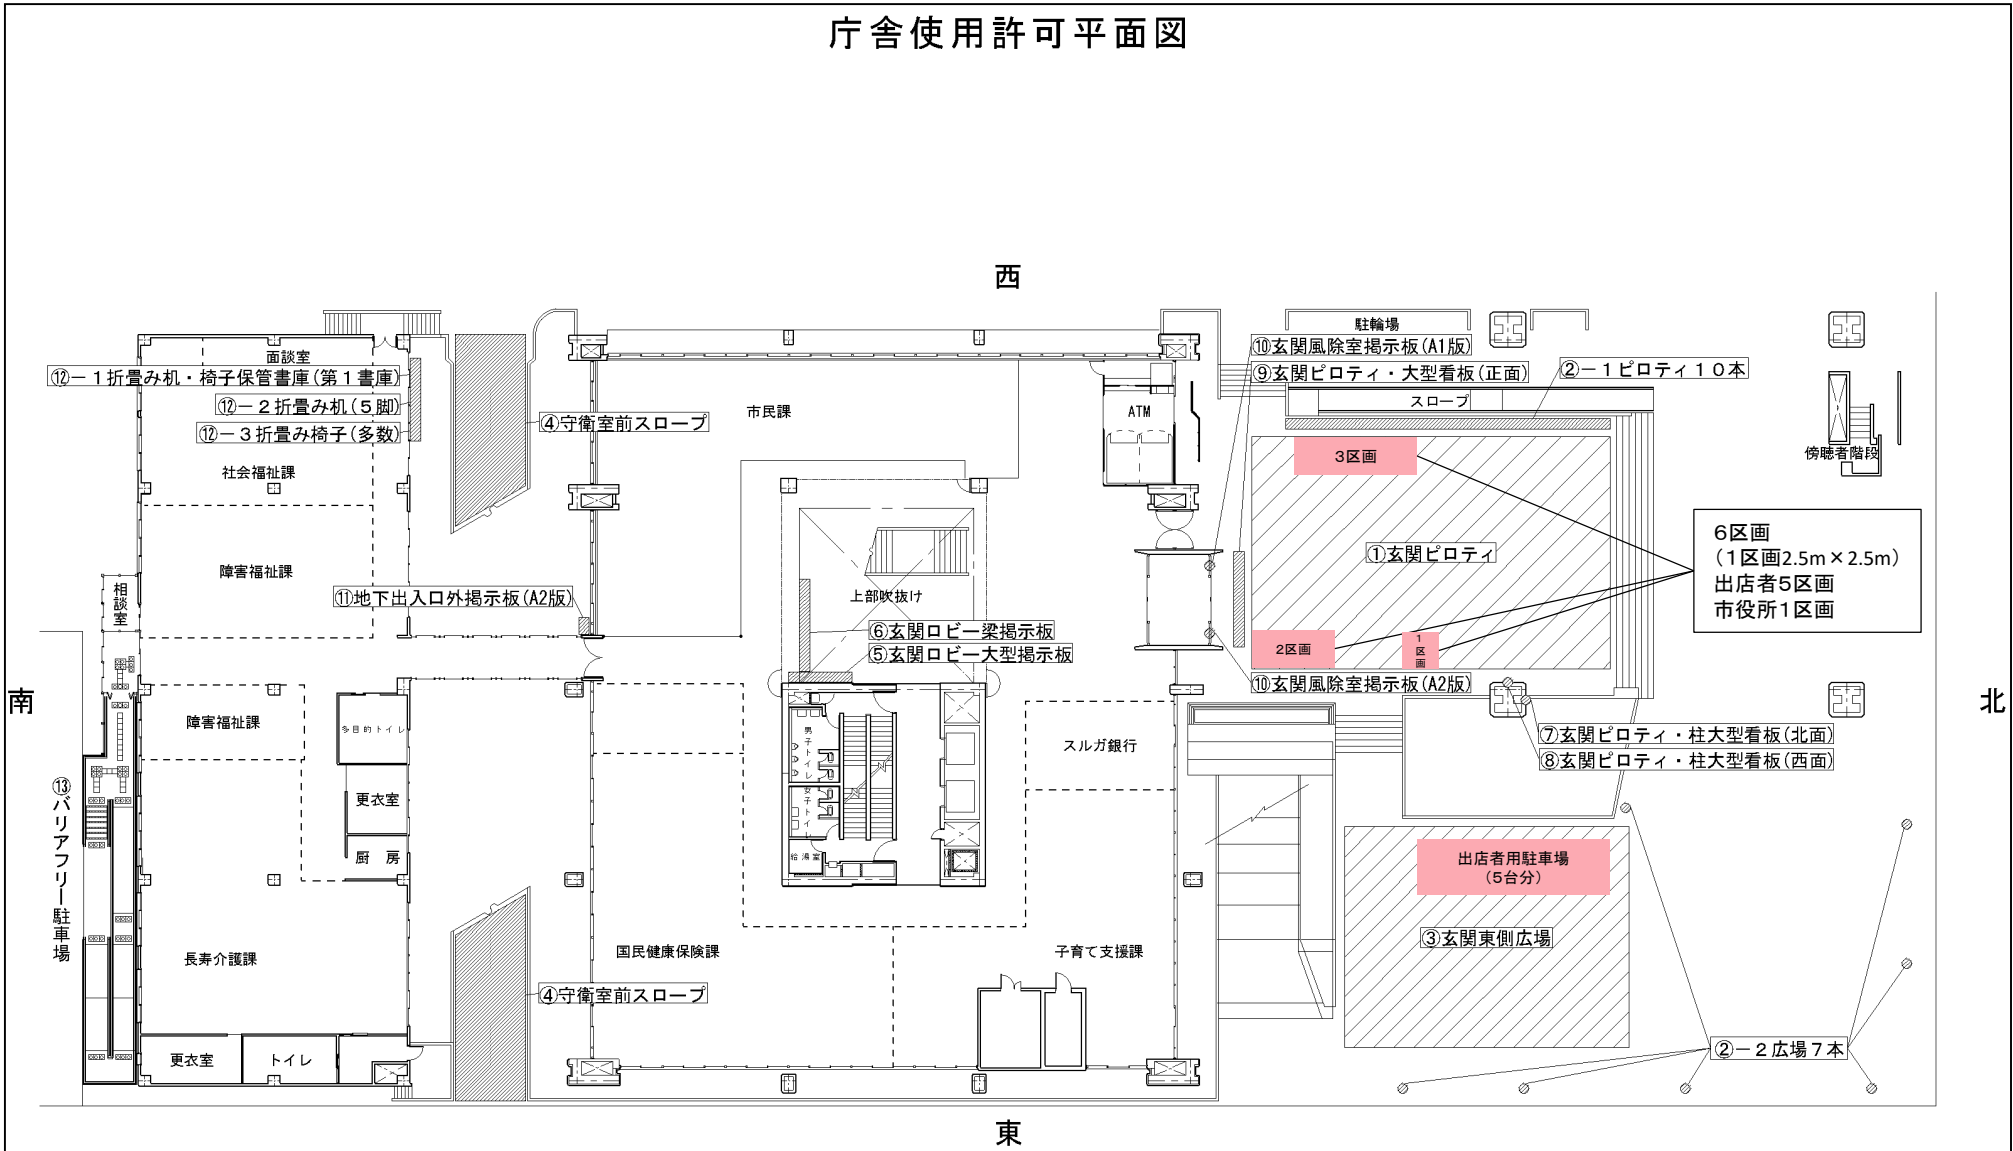 庁舎使用許可平面図
西
南
北
東
面談室
⑫－１折畳み机・椅子保管書庫(第１書庫)
⑫－２折畳み机(５脚)
⑫－３折畳み椅子(多数)
社会福祉課
障害福祉課
相談室
④守衛室前スロープ
⑪地下出入口外掲示板(A2版)
市民課
ATM
上部吹抜け
⑥玄関ロビー梁掲示板
⑤玄関ロビー大型掲示板
駐輪場
⑩玄関風除室掲示板(A1版)
⑨玄関ピロティ・大型看板(正面)
②－１ピロティ１０本
スロープ
傍聴者階段
3区画
①玄関ピロティ
2区画
1区画
6区画
（1区画2.5m×2.5m）
出店者5区画
市役所1区画
⑩玄関風除室掲示板(A2版)
⑦玄関ピロティ・柱大型看板(北面)
⑧玄関ピロティ・柱大型看板(西面)
障害福祉課
多目的トイレ
更衣室
厨　房
⑬バリアフリー駐車場
長寿介護課
更衣室
トイレ
④守衛室前スロープ
男子トイレ
女子トイレ
給湯室
スルガ銀行
国民健康保険課
子育て支援課
出店者用駐車場
（5台分）
③玄関東側広場
②－２広場７本